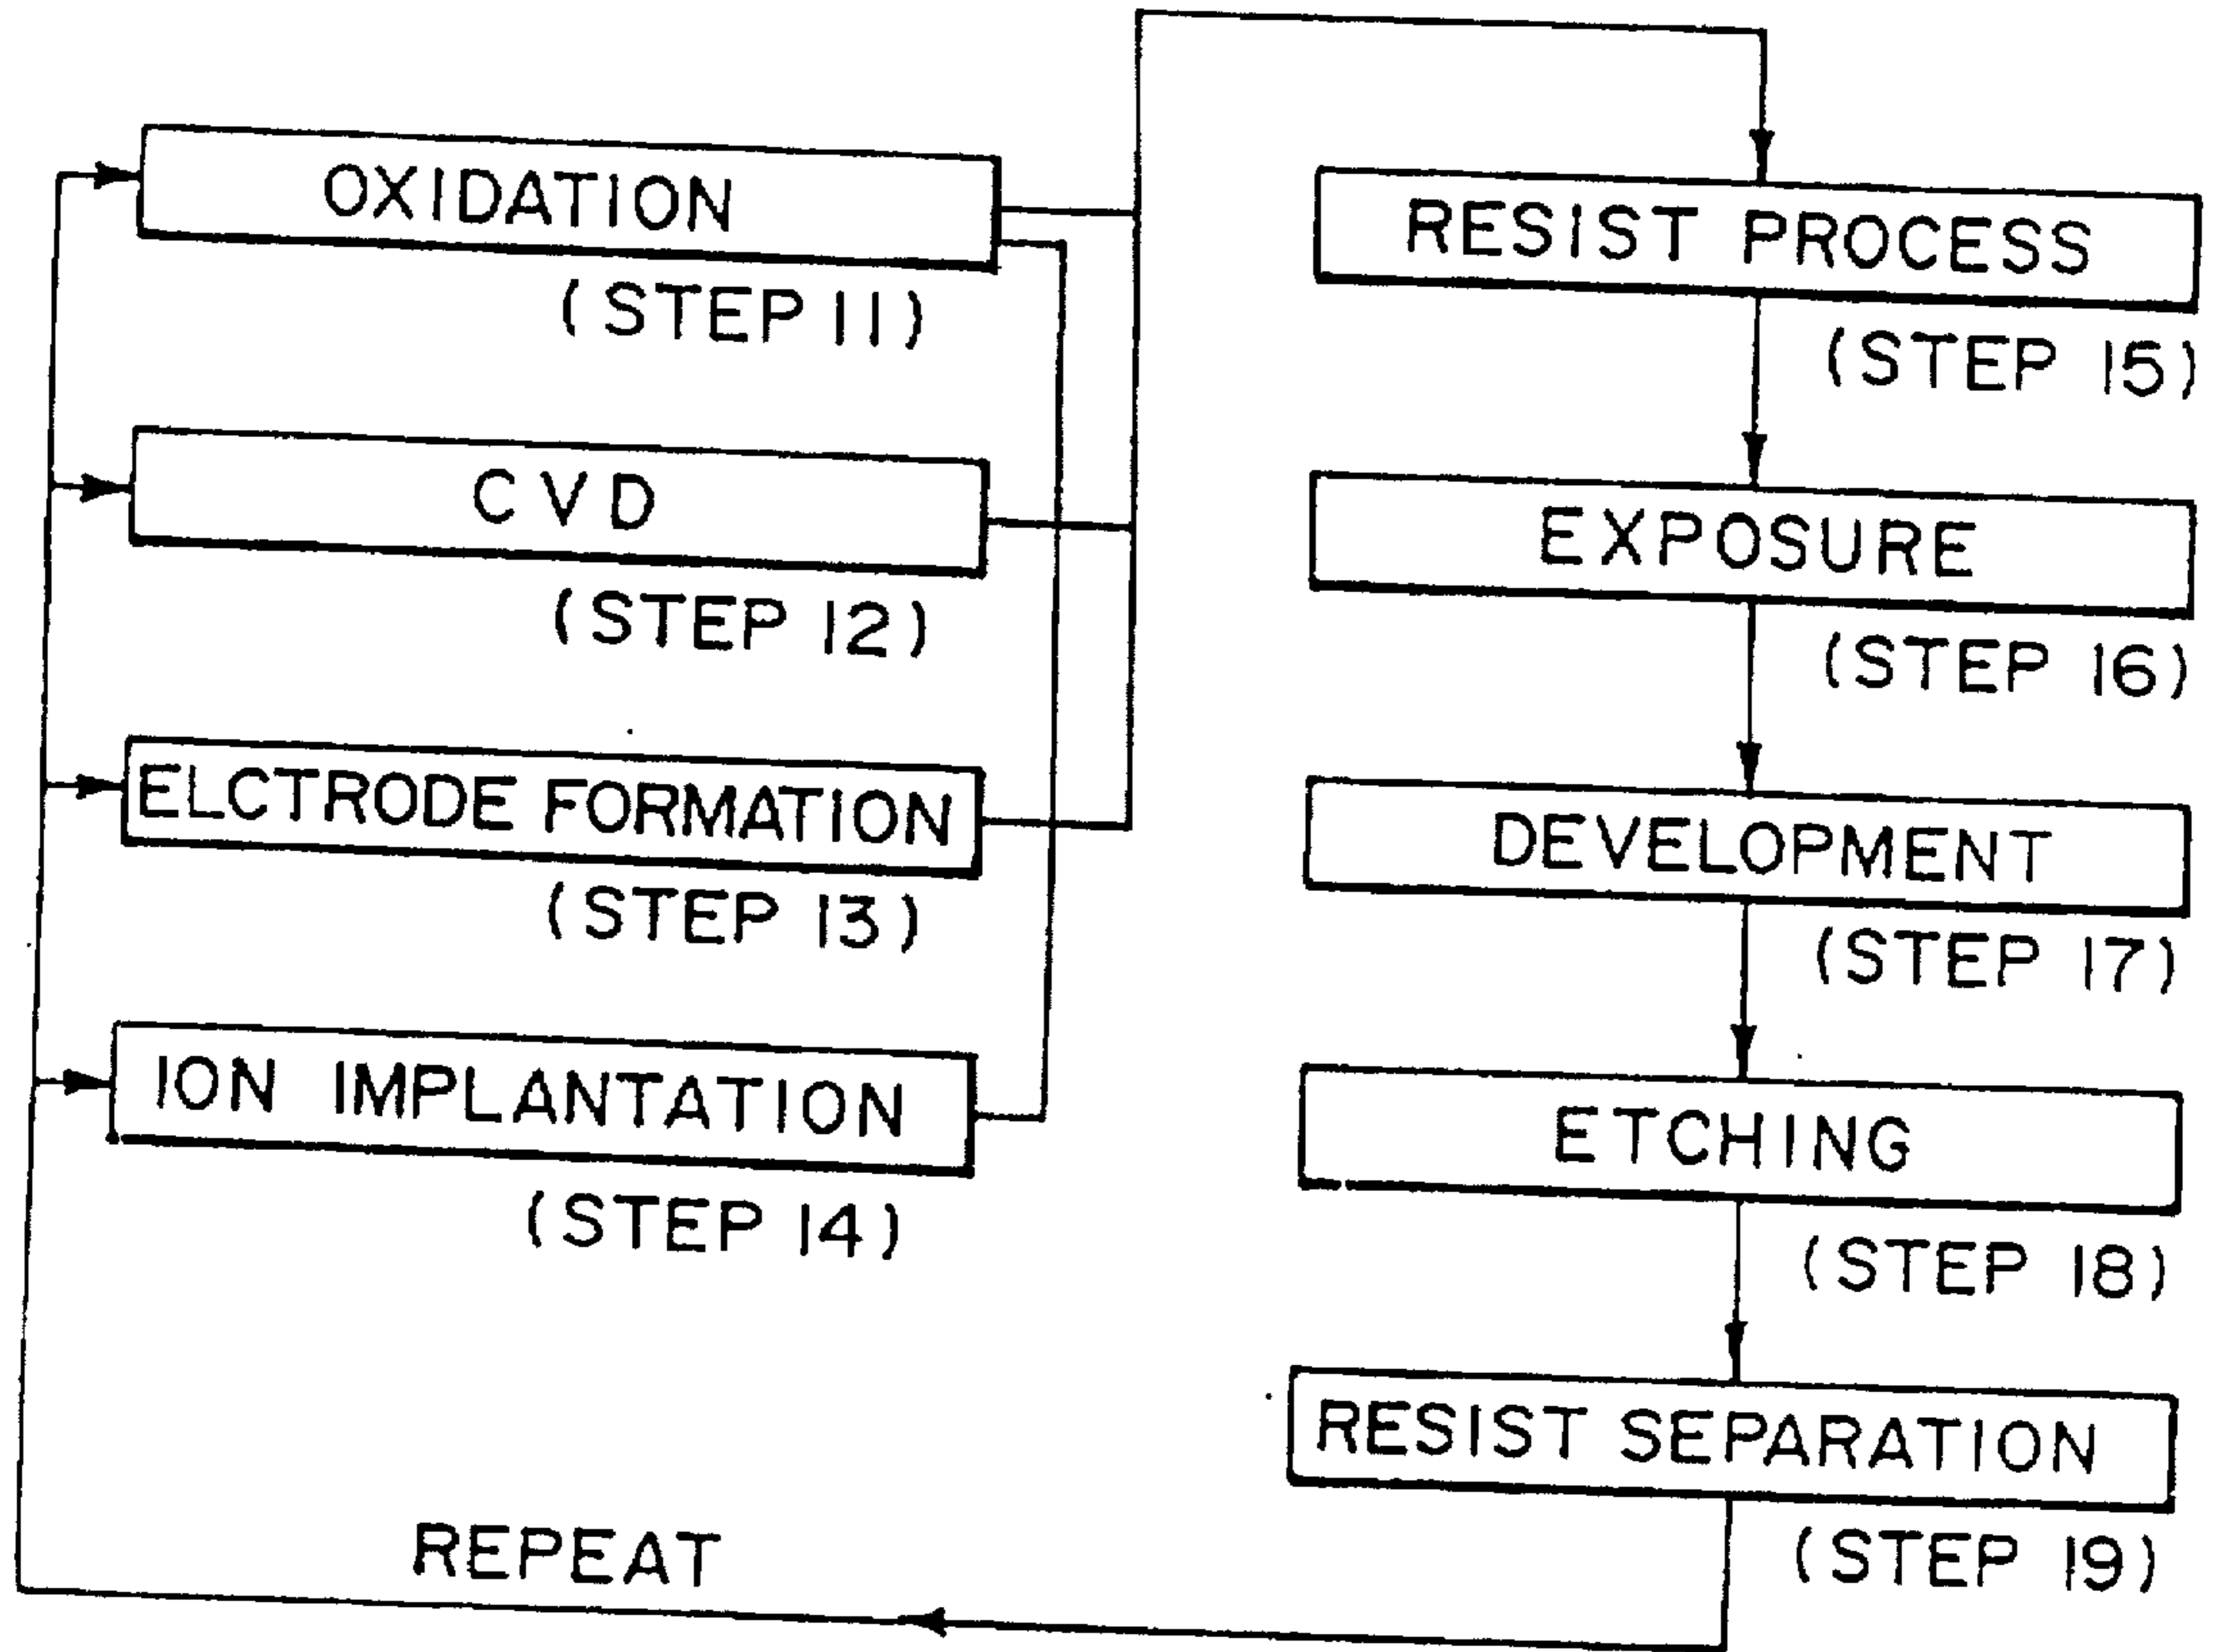 OXIDATION
(STEP 11)
CVD
(STEP 12)
ELCTRODE FORMATION
(STEP 13)
ION IMPLANTATION
(STEP 14)
REPEAT
RESIST PROCESS
(STEP 15)
EXPOSURE
(STEP 16)
DEVELOPMENT
(STEP 17)
ETCHING
(STEP 18)
RESIST SEPARATION
(STEP 19)